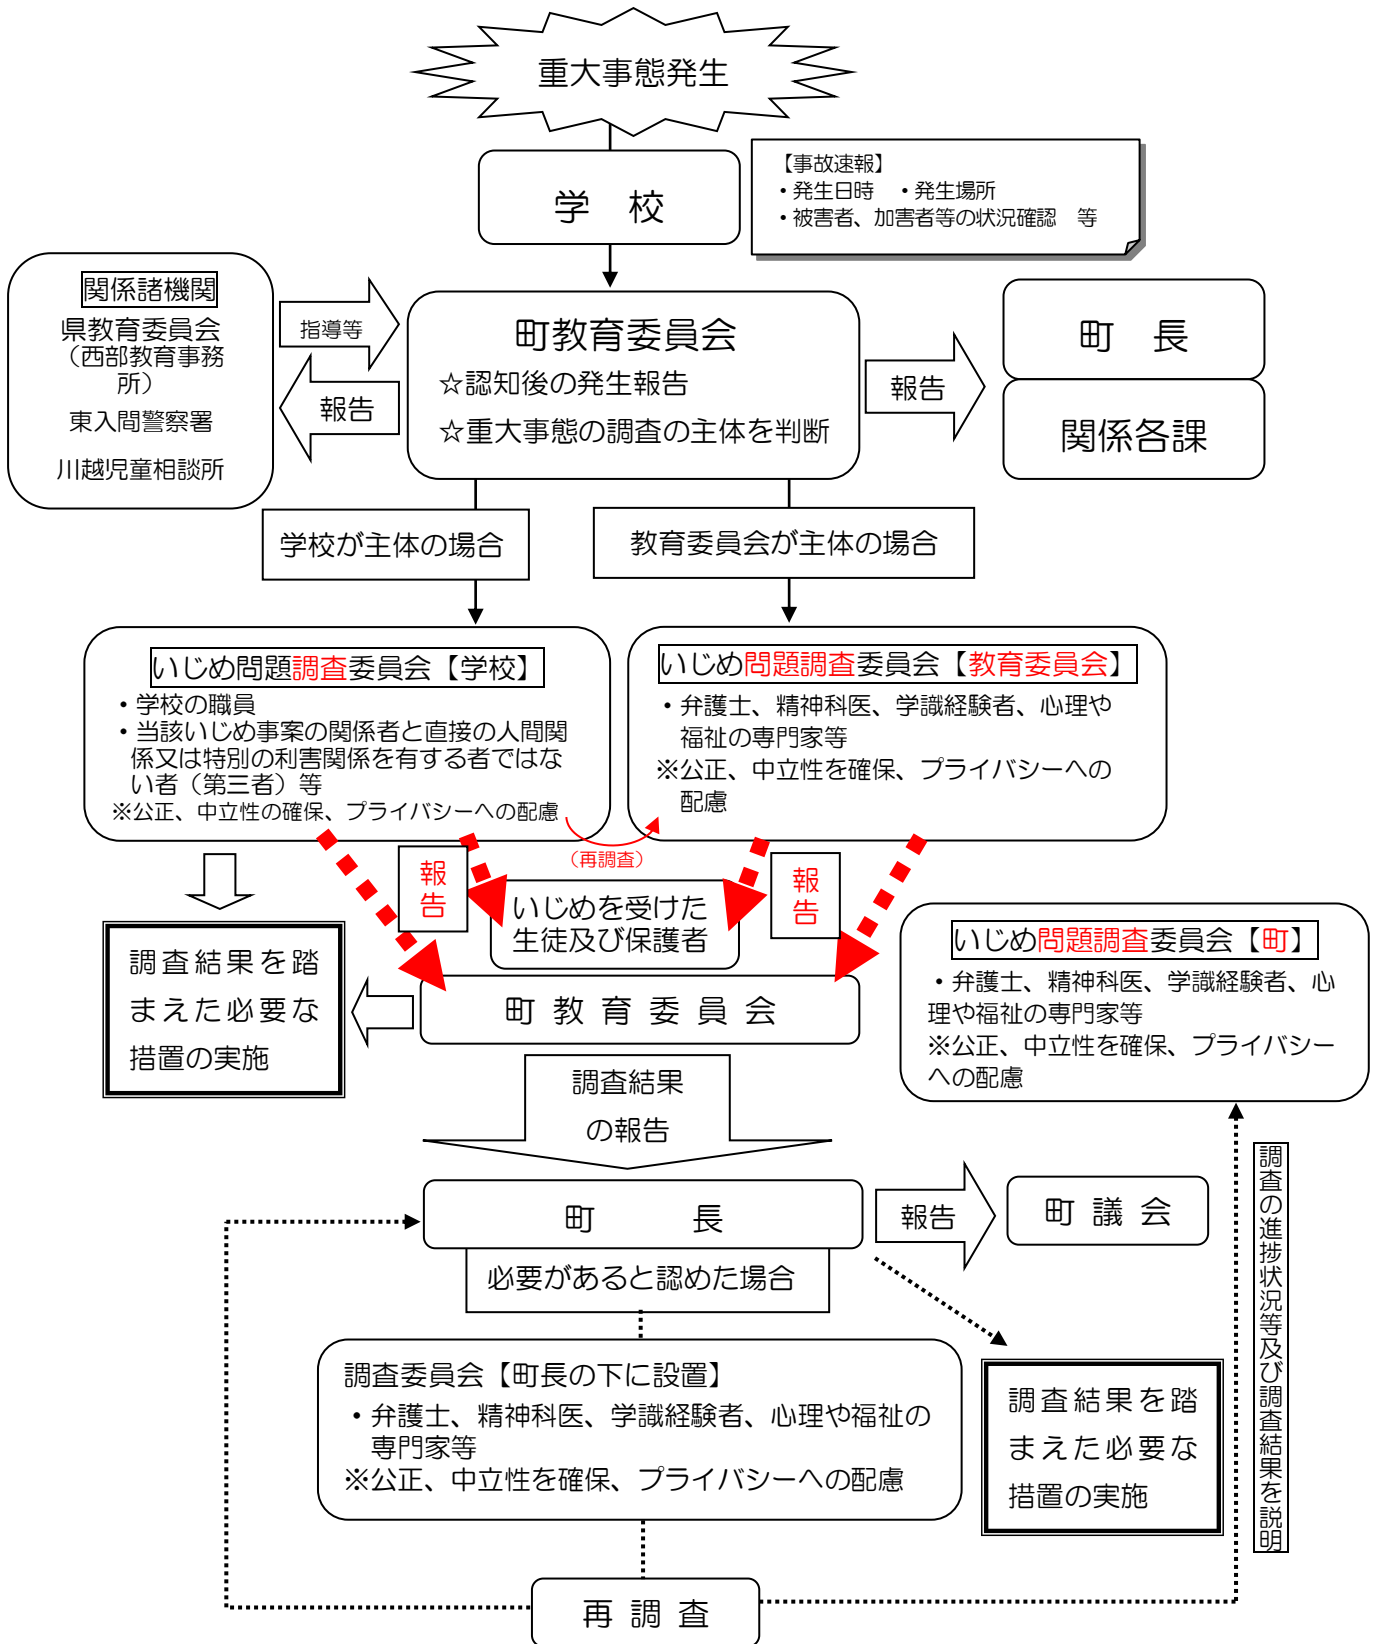 重大事態発生
学　校
【事故速報】
・発生日時　・発生場所
・被害者、加害者等の状況確認　等
関係諸機関
県教育委員会
（西部教育事務
所）
東入間警察署
川越児童相談所
指導等
報告
町教育委員会
☆認知後の発生報告
☆重大事態の調査の主体を判断
報告
町　長
関係各課
学校が主体の場合
教育委員会が主体の場合
いじめ問題調査委員会【学校】
・学校の職員
・当該いじめ事案の関係者と直接の人間関
係又は特別の利害関係を有する者ではな
い者（第三者）等
※公正、中立性の確保、プライバシーへの配慮
いじめ問題調査委員会【教育委員会】
・弁護士、精神科医、学識経験者、心理や
福祉の専門家等
※公正、中立性を確保、プライバシーへの
配慮
（再調査）
報
告
報
告
いじめを受けた
生徒及び保護者
調査結果を踏
まえた必要な
措置の実施
町教育委員会
いじめ問題調査委員会【町】
・弁護士、精神科医、学識経験者、心
理や福祉の専門家等
※公正、中立性を確保、プライバシー
への配慮
調査結果
の報告
町　　長
報告
町議会
必要があると認めた場合
調査の進捗状況等及び調査結果を説明
調査委員会【町長の下に設置】
・弁護士、精神科医、学識経験者、心理や福祉の
専門家等
※公正、中立性を確保、プライバシーへの配慮
調査結果を踏
まえた必要な
措置の実施
再調査